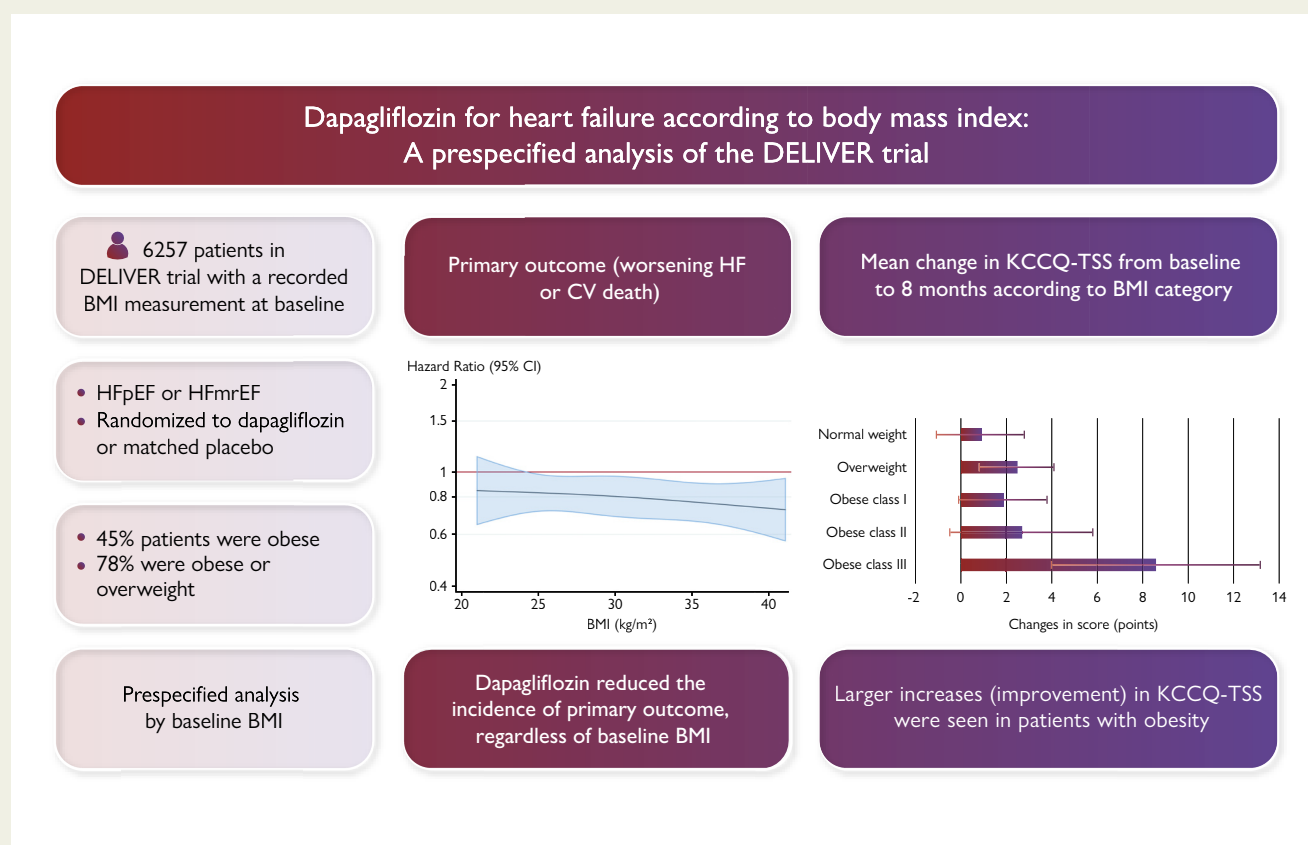 Dapagliflozin for heart failure according to body mass index:
A prespecified analysis of the DELIVER trial
6257 patients in
DELIVER trial with a recorded
BMI measurement at baseline
• HFpEF or HFmrEF
• Randomized to dapagliflozin
or matched placebo
• 45% patients were obese
• 78% were obese or
overweight
Prespecified analysis
by baseline BMI
Primary outcome (worsening HF
or CV death)
Hazard Ratio (95% CI)
2
1.5
1
0.8
0.6
0.4
20 25 30 35 40
BMI (kg/m²)
Dapagliflozin reduced the
incidence of primary outcome,
regardless of baseline BMI
Mean change in KCCQ-TSS from baseline
to 8 months according to BMI category
Normal weight
Overweight
Obese class I
Obese class II
Obese class III
-2 0 2 4 6 8 10 12 14
Changes in score (points)
Larger increases (improvement) in KCCQ-TSS
were seen in patients with obesity